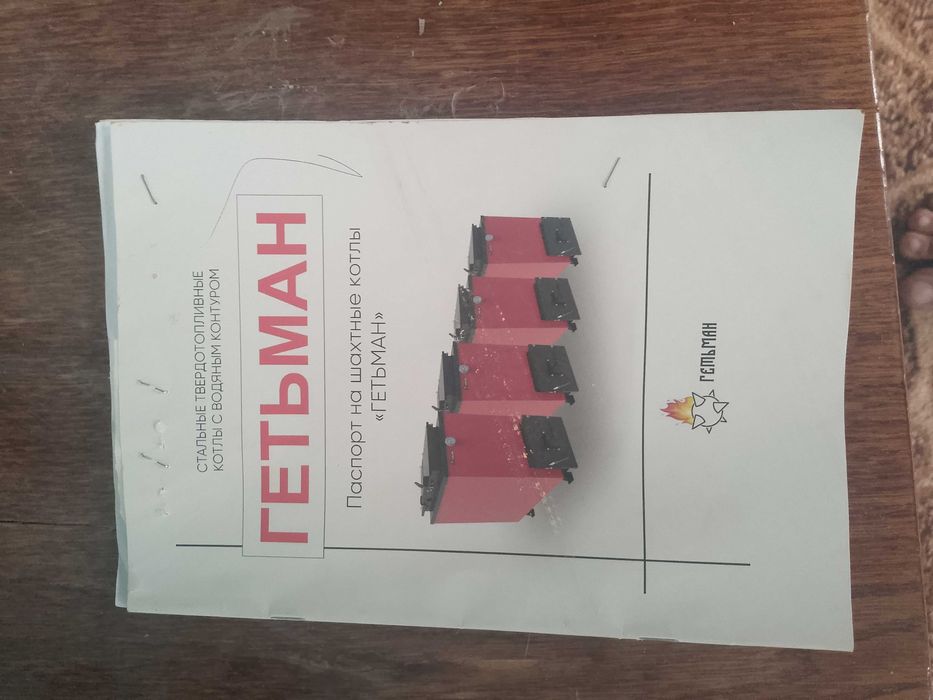 СТАЛЬНЫЕ ТВЕРДОТОПЛИВНЫЕ
КОТЛЫ С ВОДЯНЫМ КОНТУРОМ
ГЕТЬМАН
Паспорт на шахтные котлы
«ГЕТЬМАН»
ГЕТЬМАН